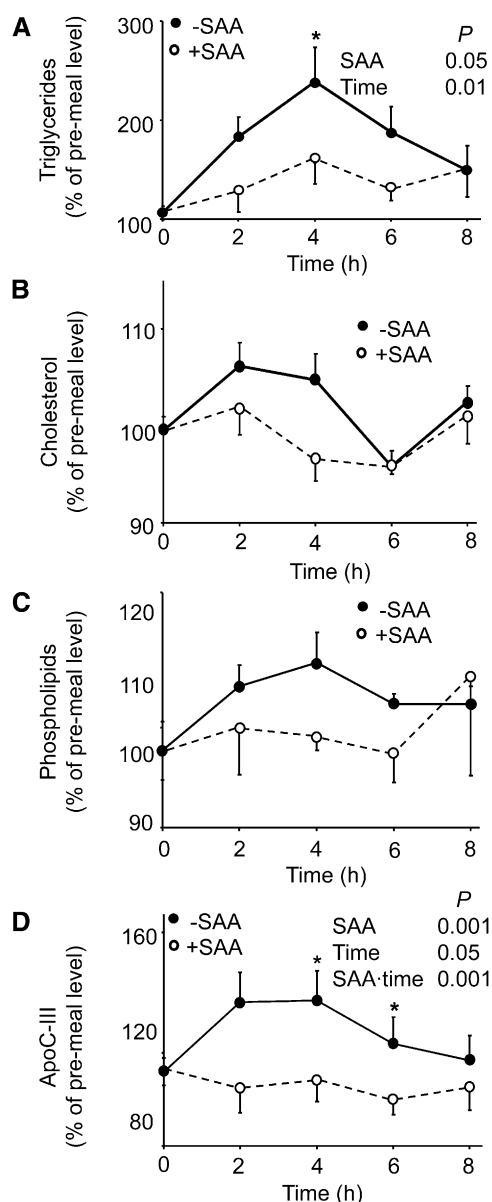 A
300
200
100
Triglycerides
(% of pre-meal level)
-SAA
+SAA
*
P
SAA 0.05
Time 0.01
0 2 4 6 8
Time (h)
B
110
100
90
Cholesterol
(% of pre-meal level)
-SAA
+SAA
0 2 4 6 8
Time (h)
C
120
110
100
90
Phospholipids
(% of pre-meal level)
-SAA
+SAA
0 2 4 6 8
Time (h)
D
160
120
80
ApoC-III
(% of pre-meal level)
-SAA
+SAA
P
SAA 0.001
Time 0.05
SAA·time 0.001
*
*
0 2 4 6 8
Time (h)